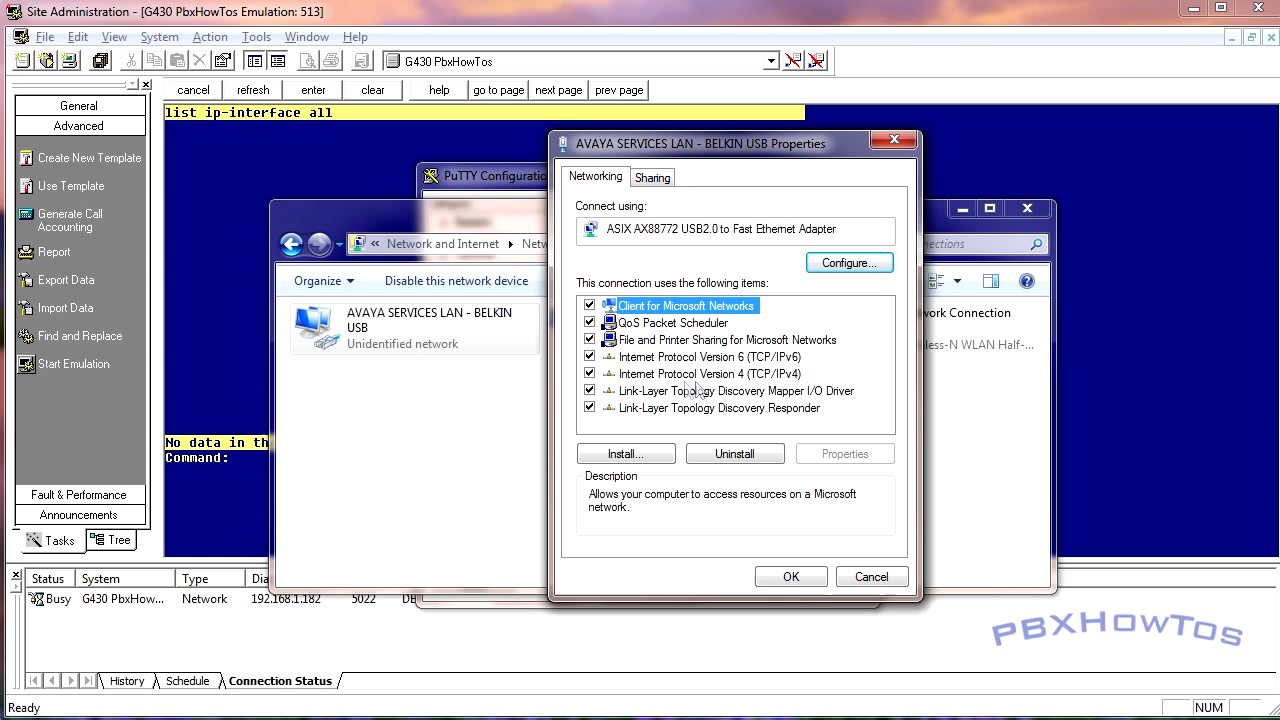 Site Administration - [G430 PbxHowTos Emulation: 513]
File Edit View System Action Tools Window Help
G430 PbxHowTos
General
Advanced
Create New Template
Use Template
Generate Call
Accounting
Report
Export Data
Import Data
Find and Replace
Start Emulation
Fault & Performance
Announcements
Tasks Tree
cancel refresh enter clear help go to page next page prev page
list ip-interface all
No data in th
Command:
PuTTY Configuratio
« Network and Internet Netw
nections
Organize Disable this network device
AVAYA SERVICES LAN - BELKIN
USB
Unidentified network
work Connection
less-N WLAN Half-...
AVAYA SERVICES LAN - BELKIN USB Properties
Networking Sharing
Connect using:
ASIX AX88772 USB2.0 to Fast Ethernet Adapter
Configure...
This connection uses the following items:
Client for Microsoft Networks
QoS Packet Scheduler
File and Printer Sharing for Microsoft Networks
Internet Protocol Version 6 (TCP/IPv6)
Internet Protocol Version 4 (TCP/IPv4)
Link-Layer Topology Discovery Mapper I/O Driver
Link-Layer Topology Discovery Responder
Install... Uninstall Properties
Description
Allows your computer to access resources on a Microsoft
network.
OK Cancel
Status System Type Dia
Busy G430 PbxHow... Network 192.168.1.182 5022 DE
PBXHowTos
History Schedule Connection Status
Ready NUM